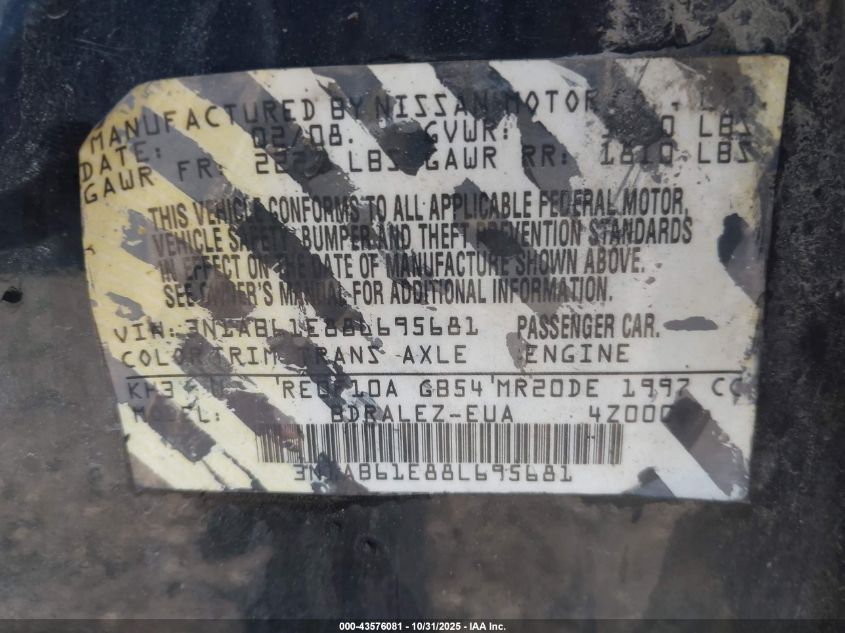 MANUFACTURED BY NISSAN MOTOR
DATE: 02/08. GVWR: LBS
GAWR FR: LBS GAWR RR: 1810 LBS
THIS VEHICLE CONFORMS TO ALL APPLICABLE FEDERAL MOTOR,
VEHICLE SAFETY, BUMPER AND THEFT PREVENTION STANDARDS
IN EFFECT ON THE DATE OF MANUFACTURE SHOWN ABOVE.
SEE OWNER'S MANUAL FOR ADDITIONAL INFORMATION.
VIN: 3N1AB61E88L695681 PASSENGER CAR.
COLOR TRIM TRANS AXLE ENGINE
KH3 RE0F10A GB54 MR20DE 1997 CC
MODEL: BDRALEZ-EUA
3N1AB61E88L695681
000-43576081 - 10/31/2025 - IAA Inc.